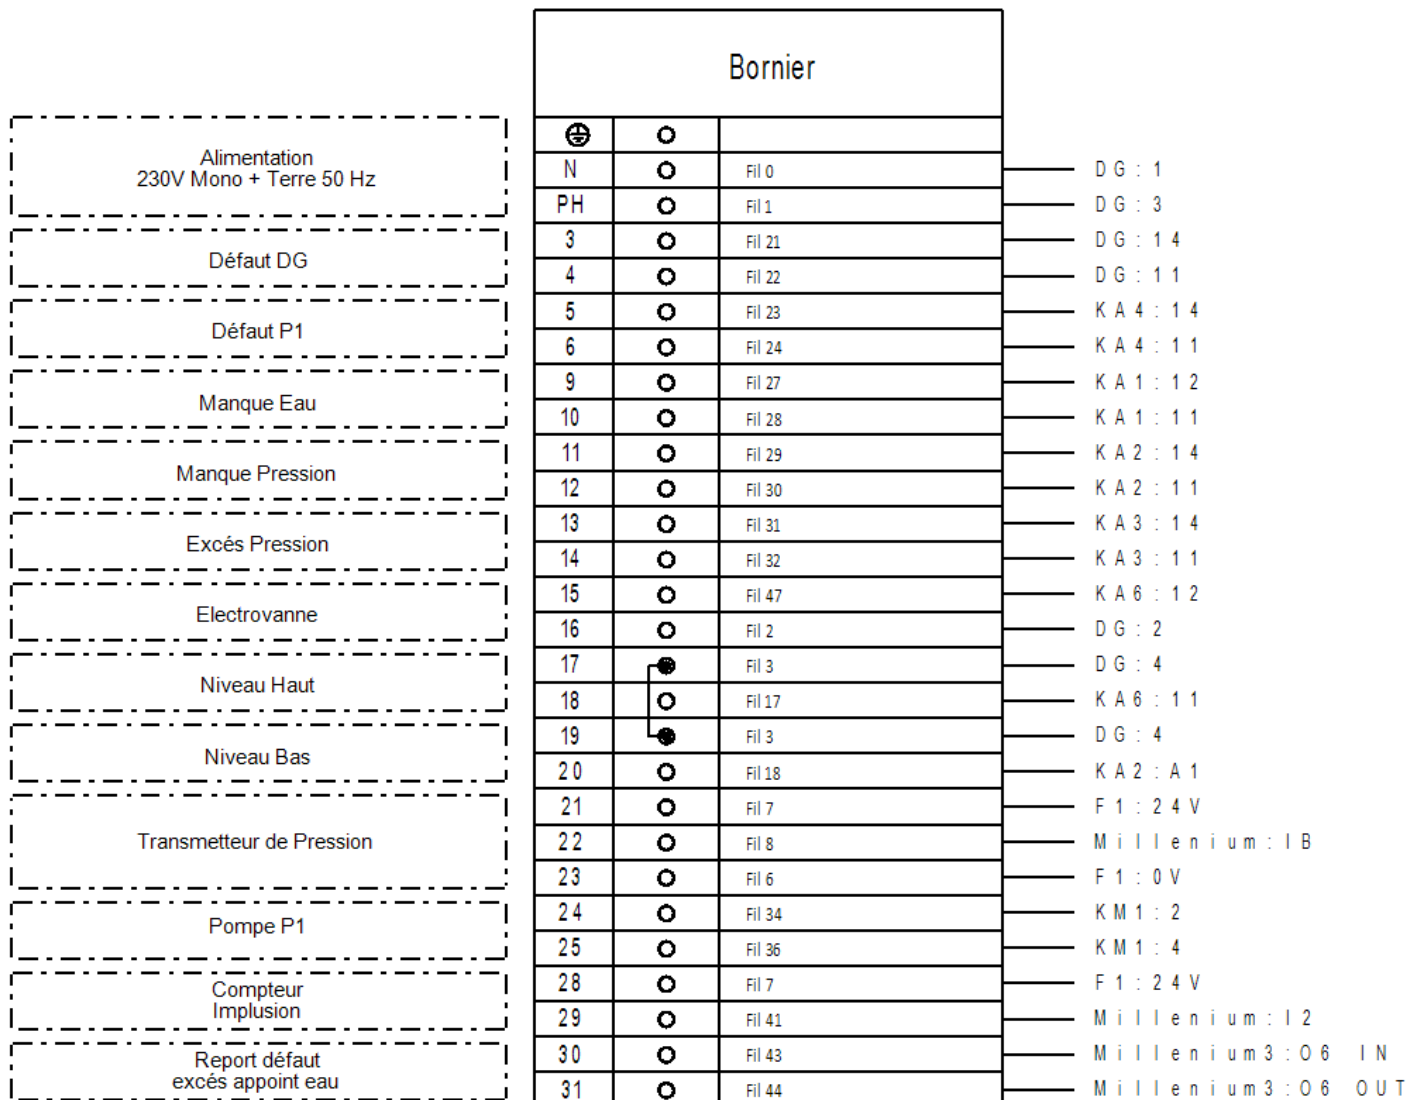 Bornier
Alimentation
230V Mono + Terre 50 Hz
N Fil 0 DG:1
PH Fil 1 DG:3
Défaut DG
3 Fil 21 DG:14
4 Fil 22 DG:11
Défaut P1
5 Fil 23 KA4:14
6 Fil 24 KA4:11
Manque Eau
9 Fil 27 KA1:12
10 Fil 28 KA1:11
Manque Pression
11 Fil 29 KA2:14
12 Fil 30 KA2:11
Excés Pression
13 Fil 31 KA3:14
14 Fil 32 KA3:11
Electrovanne
15 Fil 47 KA6:12
16 Fil 2 DG:2
Niveau Haut
17 Fil 3 DG:4
18 Fil 17 KA6:11
Niveau Bas
19 Fil 3 DG:4
20 Fil 18 KA2:A1
Transmetteur de Pression
21 Fil 7 F1:24V
22 Fil 8 Millenium:IB
23 Fil 6 F1:0V
Pompe P1
24 Fil 34 KM1:2
25 Fil 36 KM1:4
Compteur
Implusion
28 Fil 7 F1:24V
29 Fil 41 Millenium:I2
Report défaut
excés appoint eau
30 Fil 43 Millenium3:O6 IN
31 Fil 44 Millenium3:O6 OUT